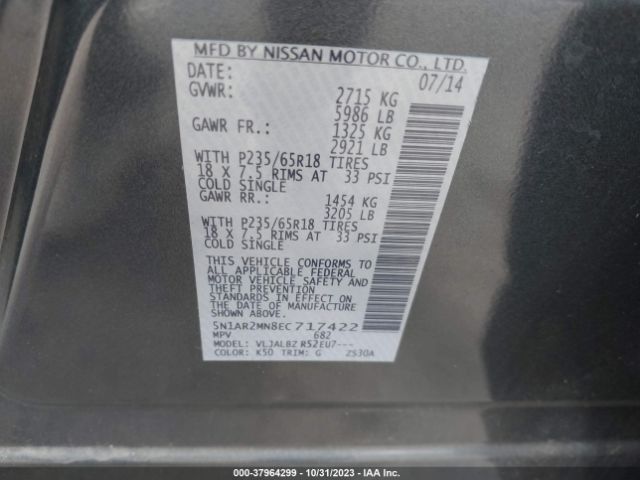 MFD BY NISSAN MOTOR CO., LTD.
DATE: 07/14
GVWR: 2715 KG
5986 LB
GAWR FR.: 1325 KG
2921 LB
WITH P235/65R18 TIRES
18 X 7.5 RIMS AT 33 PSI
COLD SINGLE
GAWR RR.: 1454 KG
3205 LB
WITH P235/65R18 TIRES
18 X 7.5 RIMS AT 33 PSI
COLD SINGLE
THIS VEHICLE CONFORMS TO
ALL APPLICABLE FEDERAL
MOTOR VEHICLE SAFETY AND
THEFT PREVENTION
STANDARDS IN EFFECT ON
THE DATE OF MANUFACTURE
SHOWN ABOVE.
5N1AR2MN8EC717422
MPV 682
MODEL: VLJALBZ R52EU7---
COLOR: K50 TRIM: G ZS30A
000-37964299 - 10/31/2023 - IAA Inc.